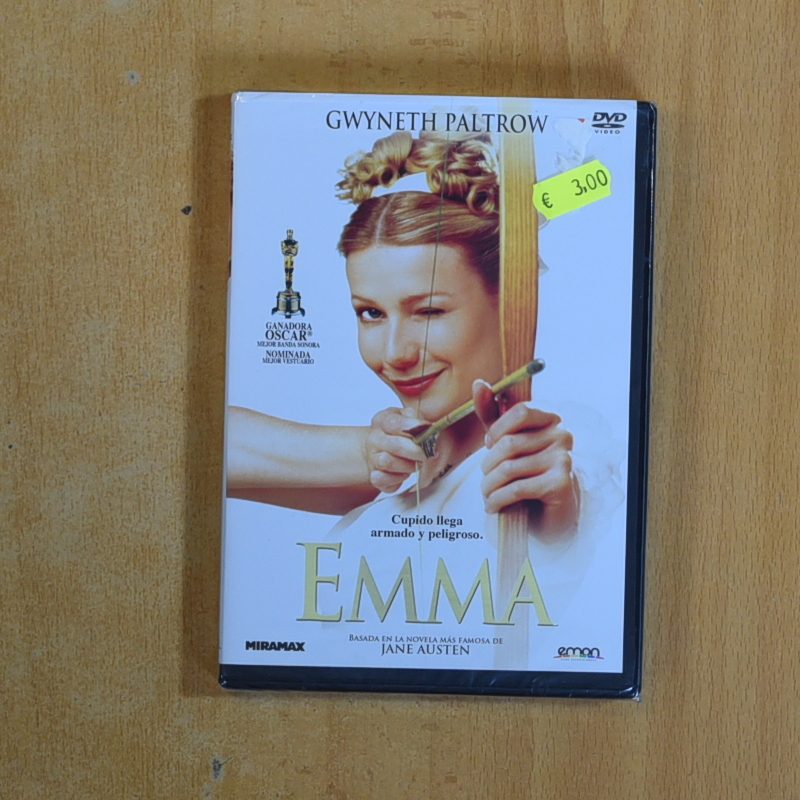 GWYNETH PALTROW
DVD
VIDEO
€ 3,00
GANADORA
OSCAR®
MEJOR BANDA SONORA
NOMINADA
MEJOR VESTUARIO
Cupido llega
armado y peligroso.
EMMA
BASADA EN LA NOVELA MÁS FAMOSA DE
JANE AUSTEN
MIRAMAX
eman